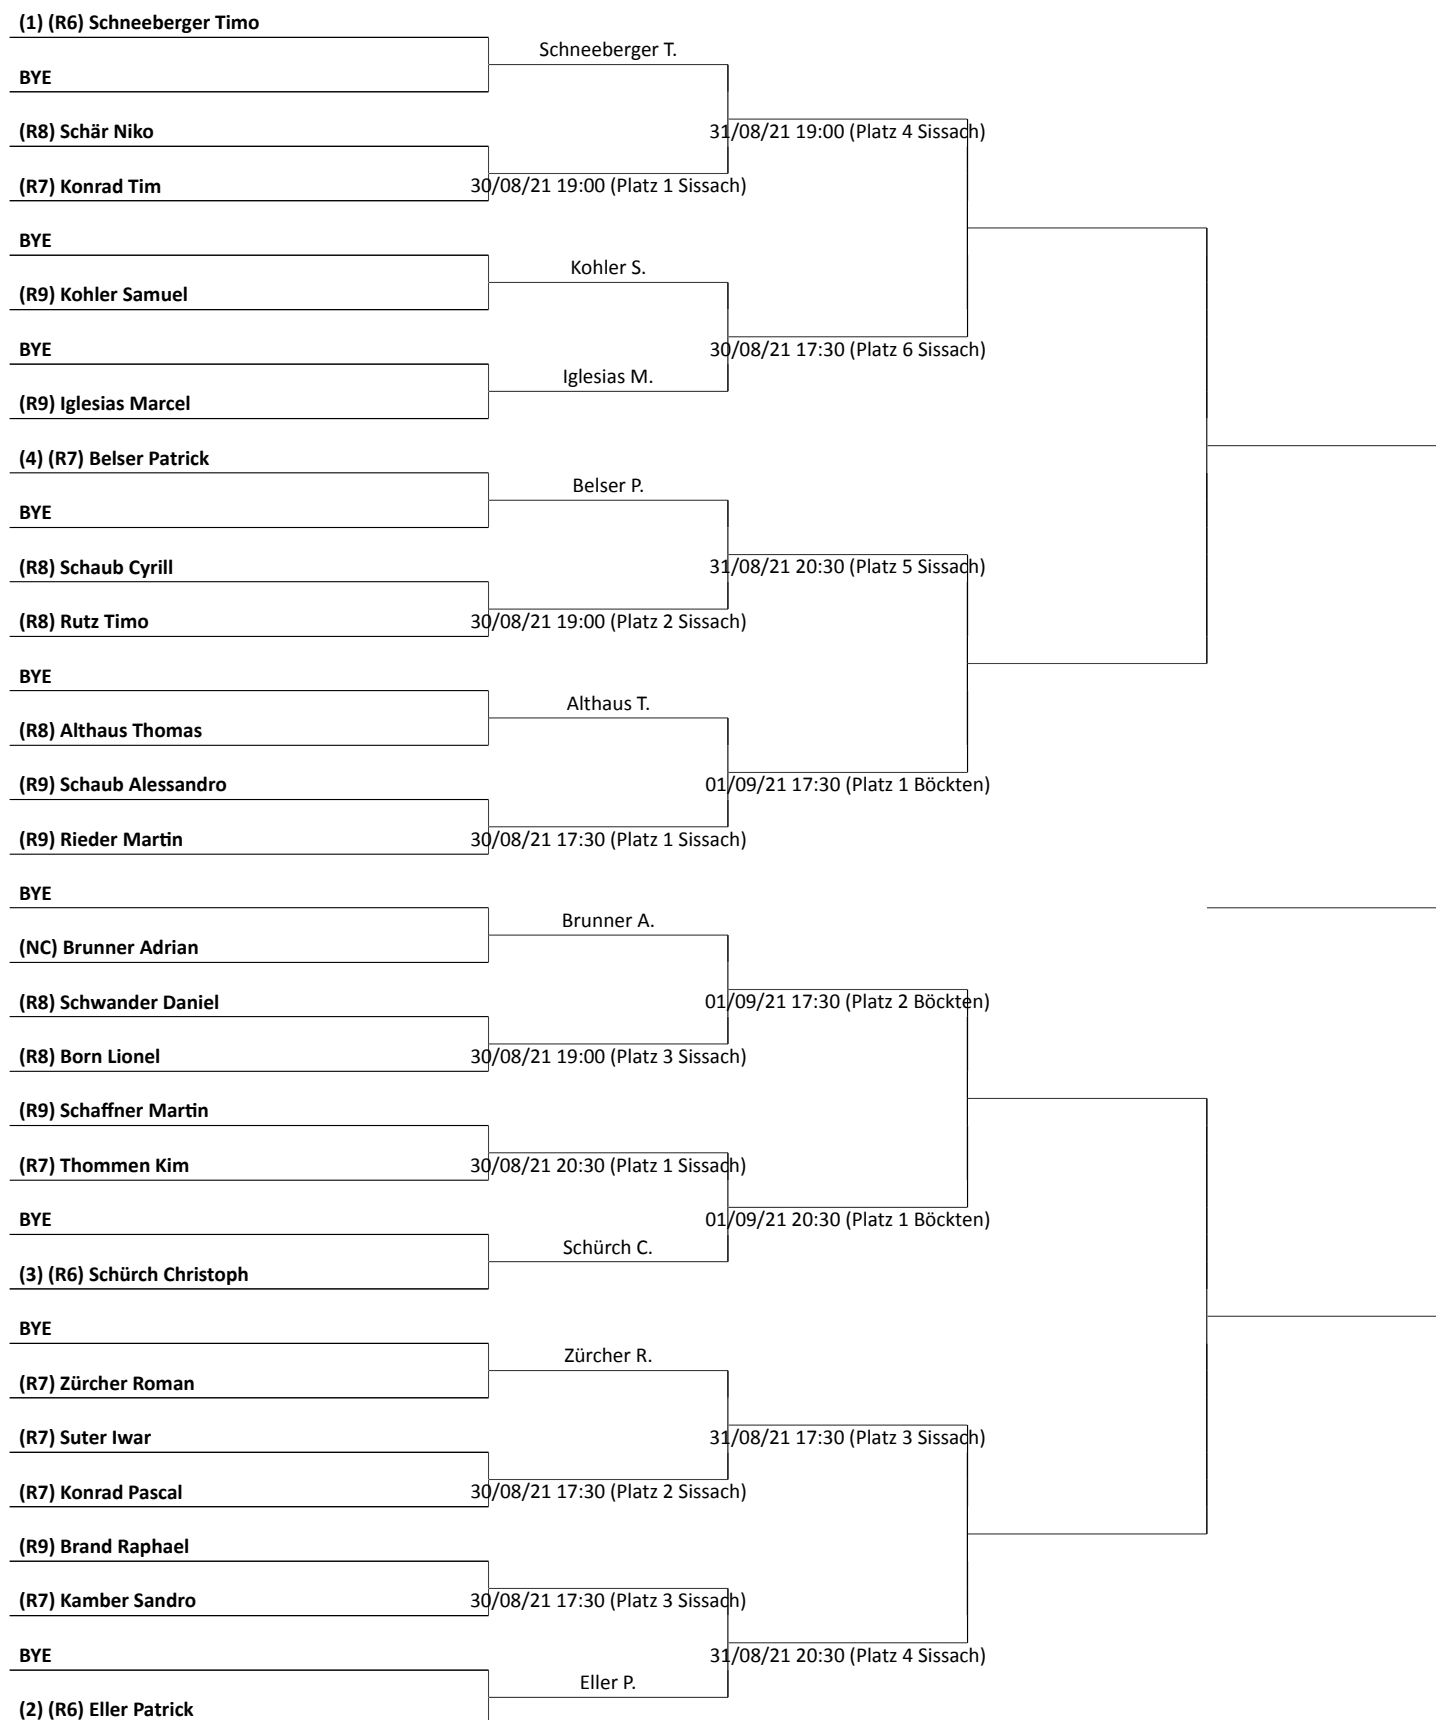 (1) (R6) Schneeberger Timo
Schneeberger T.
BYE
(R8) Schär Niko
31/08/21 19:00 (Platz 4 Sissach)
(R7) Konrad Tim
30/08/21 19:00 (Platz 1 Sissach)
BYE
Kohler S.
(R9) Kohler Samuel
BYE
30/08/21 17:30 (Platz 6 Sissach)
Iglesias M.
(R9) Iglesias Marcel
(4) (R7) Belser Patrick
Belser P.
BYE
(R8) Schaub Cyrill
31/08/21 20:30 (Platz 5 Sissach)
(R8) Rutz Timo
30/08/21 19:00 (Platz 2 Sissach)
BYE
Althaus T.
(R8) Althaus Thomas
(R9) Schaub Alessandro
01/09/21 17:30 (Platz 1 Böckten)
(R9) Rieder Martin
30/08/21 17:30 (Platz 1 Sissach)
BYE
Brunner A.
(NC) Brunner Adrian
(R8) Schwander Daniel
01/09/21 17:30 (Platz 2 Böckten)
(R8) Born Lionel
30/08/21 19:00 (Platz 3 Sissach)
(R9) Schaffner Martin
(R7) Thommen Kim
30/08/21 20:30 (Platz 1 Sissach)
BYE
01/09/21 20:30 (Platz 1 Böckten)
Schürch C.
(3) (R6) Schürch Christoph
BYE
Zürcher R.
(R7) Zürcher Roman
(R7) Suter Iwar
31/08/21 17:30 (Platz 3 Sissach)
(R7) Konrad Pascal
30/08/21 17:30 (Platz 2 Sissach)
(R9) Brand Raphael
(R7) Kamber Sandro
30/08/21 17:30 (Platz 3 Sissach)
BYE
31/08/21 20:30 (Platz 4 Sissach)
Eller P.
(2) (R6) Eller Patrick